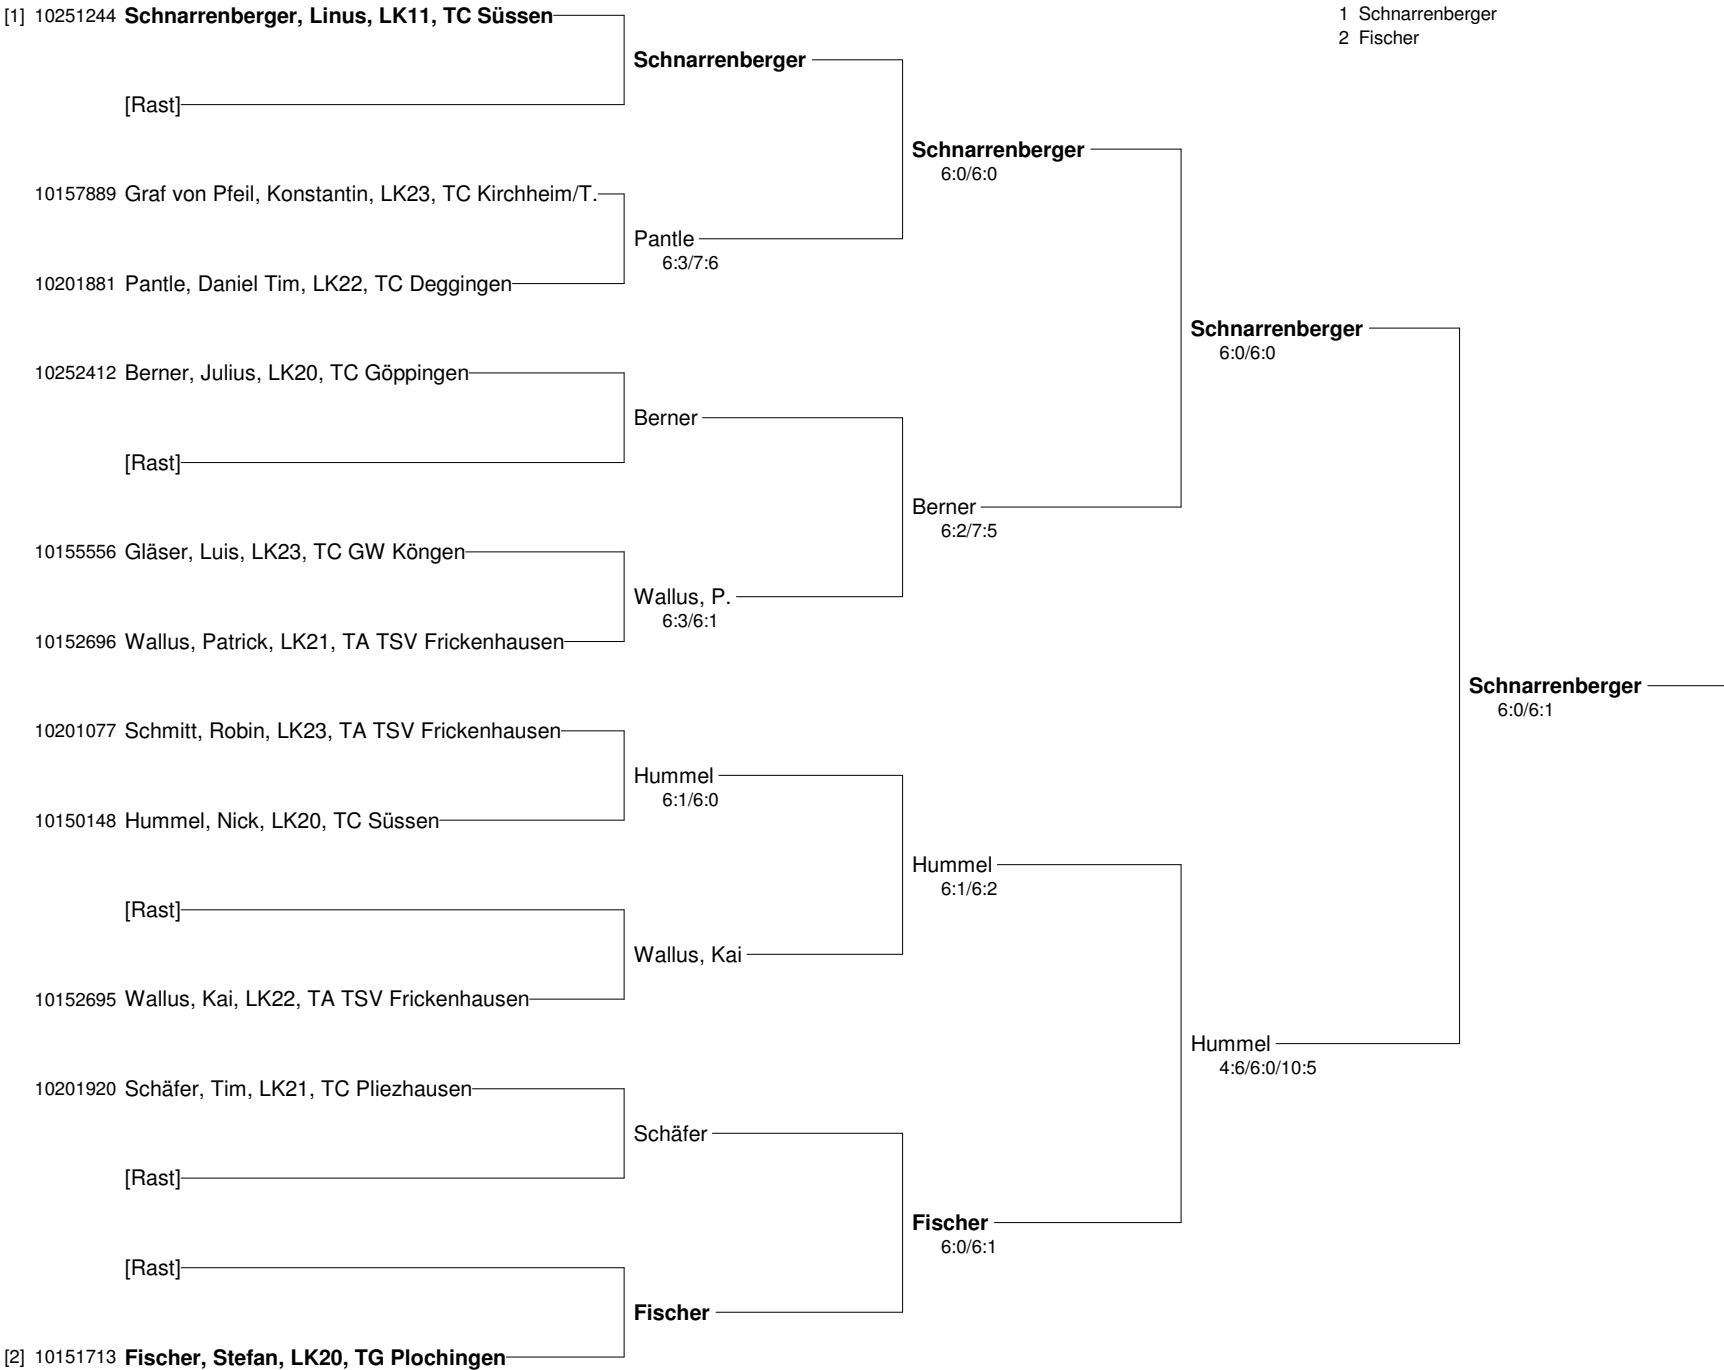 [1] 10251244 Schnarrenberger, Linus, LK11, TC Süssen
1 Schnarrenberger
2 Fischer
Schnarrenberger
[Rast]
Schnarrenberger
6:0/6:0
10157889 Graf von Pfeil, Konstantin, LK23, TC Kirchheim/T.
Pantle
6:3/7:6
10201881 Pantle, Daniel Tim, LK22, TC Deggingen
Schnarrenberger
6:0/6:0
10252412 Berner, Julius, LK20, TC Göppingen
Berner
[Rast]
Berner
6:2/7:5
10155556 Gläser, Luis, LK23, TC GW Köngen
Wallus, P.
6:3/6:1
10152696 Wallus, Patrick, LK21, TA TSV Frickenhausen
Schnarrenberger
6:0/6:1
10201077 Schmitt, Robin, LK23, TA TSV Frickenhausen
Hummel
6:1/6:0
10150148 Hummel, Nick, LK20, TC Süssen
Hummel
6:1/6:2
[Rast]
Wallus, Kai
10152695 Wallus, Kai, LK22, TA TSV Frickenhausen
Hummel
4:6/6:0/10:5
10201920 Schäfer, Tim, LK21, TC Pliezhausen
Schäfer
[Rast]
Fischer
6:0/6:1
[Rast]
Fischer
[2] 10151713 Fischer, Stefan, LK20, TG Plochingen